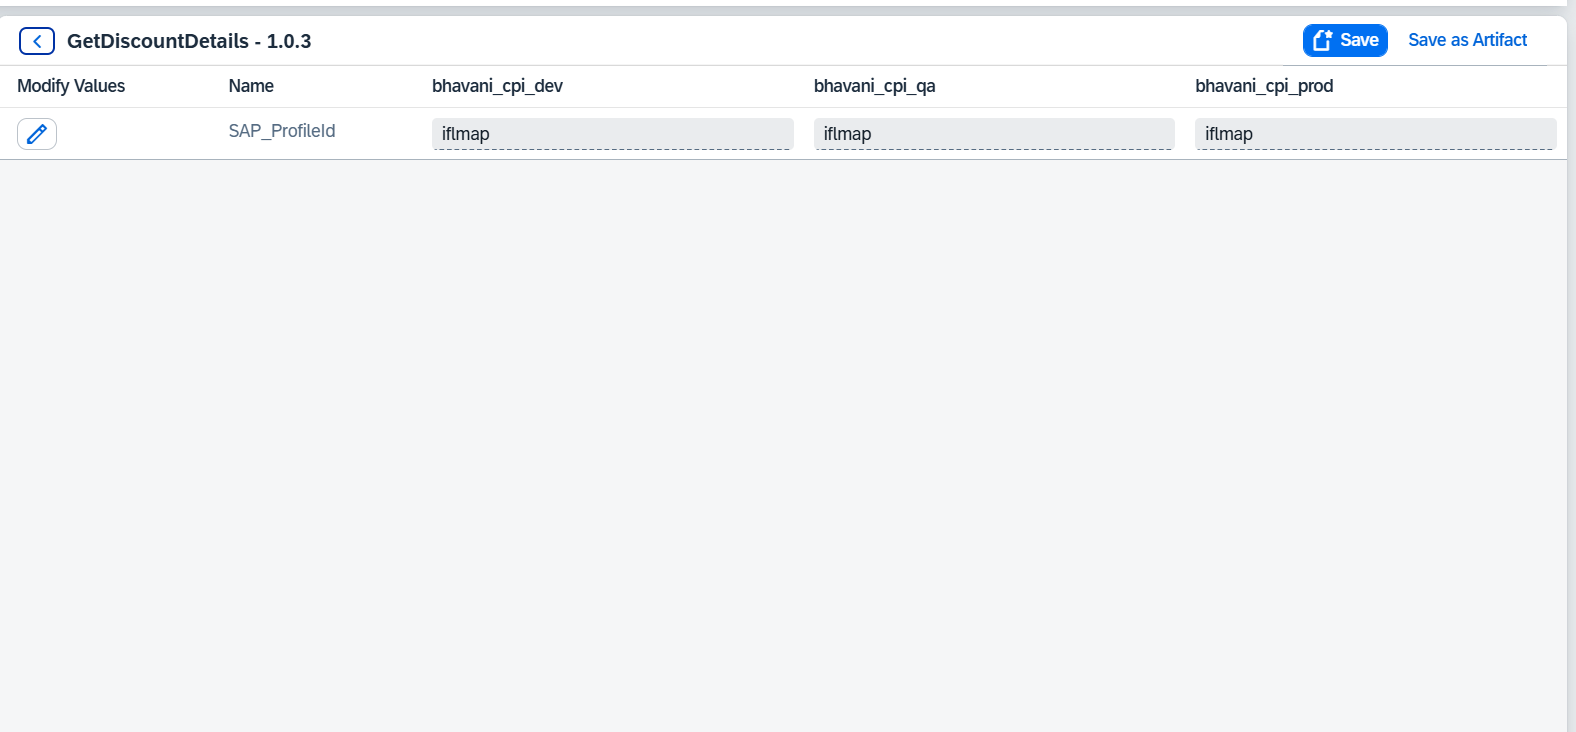 GetDiscountDetails - 1.0.3 Save Save as Artifact
Modify Values Name bhavani_cpi_dev bhavani_cpi_qa bhavani_cpi_prod
SAP_ProfileId iflmap iflmap iflmap